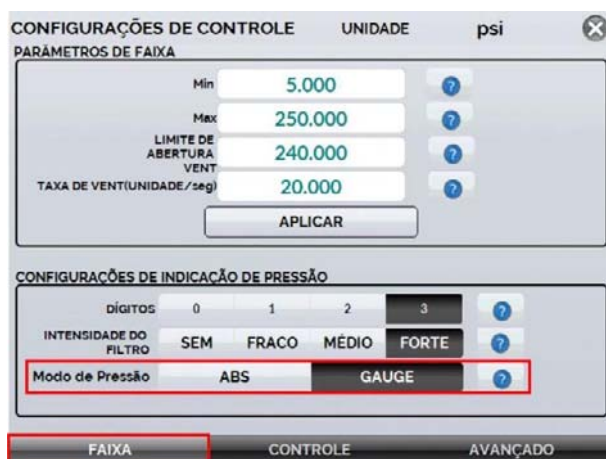 CONFIGURAÇÕES DE CONTROLE UNIDADE psi
PARÂMETROS DE FAIXA
Min 5.000 ?
Max 250.000 ?
LIMITE DE
ABERTURA
VENT 240.000 ?
TAXA DE VENT(UNIDADE/seg) 20.000 ?
APLICAR
CONFIGURAÇÕES DE INDICAÇÃO DE PRESSÃO
DÍGITOS 0 1 2 3 ?
INTENSIDADE DO
FILTRO SEM FRACO MÉDIO FORTE ?
Modo de Pressão ABS GAUGE ?
FAIXA CONTROLE AVANÇADO